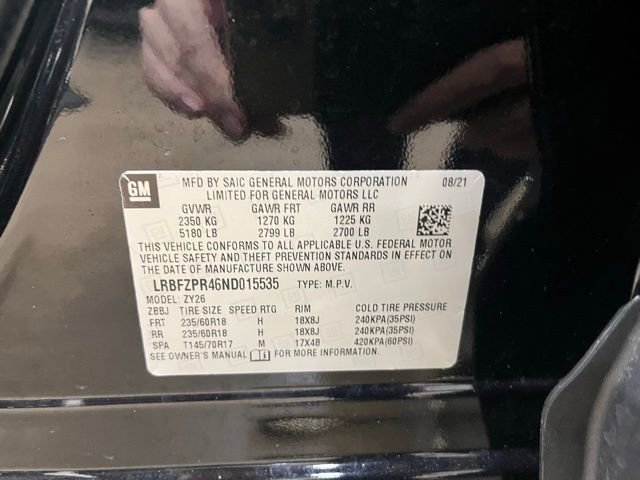 GM
MFD BY SAIC GENERAL MOTORS CORPORATION 08/21
LIMITED FOR GENERAL MOTORS LLC
GVWR GAWR FRT GAWR RR
2350 KG 1270 KG 1225 KG
5180 LB 2799 LB 2700 LB
THIS VEHICLE CONFORMS TO ALL APPLICABLE U.S. FEDERAL MOTOR
VEHICLE SAFETY AND THEFT PREVENTION STANDARDS IN EFFECT ON
THE DATE OF MANUFACTURE SHOWN ABOVE.
LRBFZPR46ND015535 TYPE: M.P.V.
MODEL: ZY26
ZBBJ TIRE SIZE SPEED RTG RIM COLD TIRE PRESSURE
FRT 235/60R18 H 18X8J 240KPA(35PSI)
RR 235/60R18 H 18X8J 240KPA(35PSI)
SPA T145/70R17 M 17X4B 420KPA(60PSI)
SEE OWNER'S MANUAL FOR MORE INFORMATION.